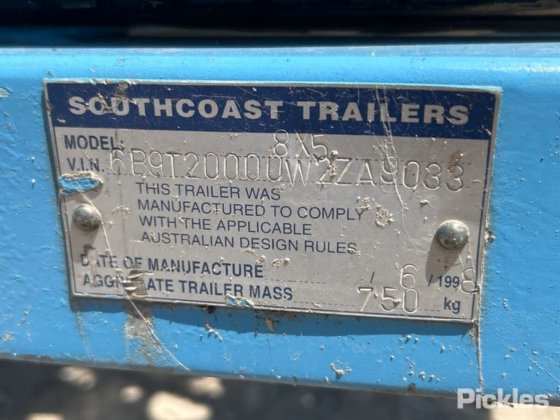 SOUTHCOAST TRAILERS
MODEL: 8X5
V.I.N. 6B9T2000UW2ZA9033
THIS TRAILER WAS
MANUFACTURED TO COMPLY
WITH THE APPLICABLE
AUSTRALIAN DESIGN RULES
DATE OF MANUFACTURE / 6 / 1998
AGGREGATE TRAILER MASS 750 kg
Pickles